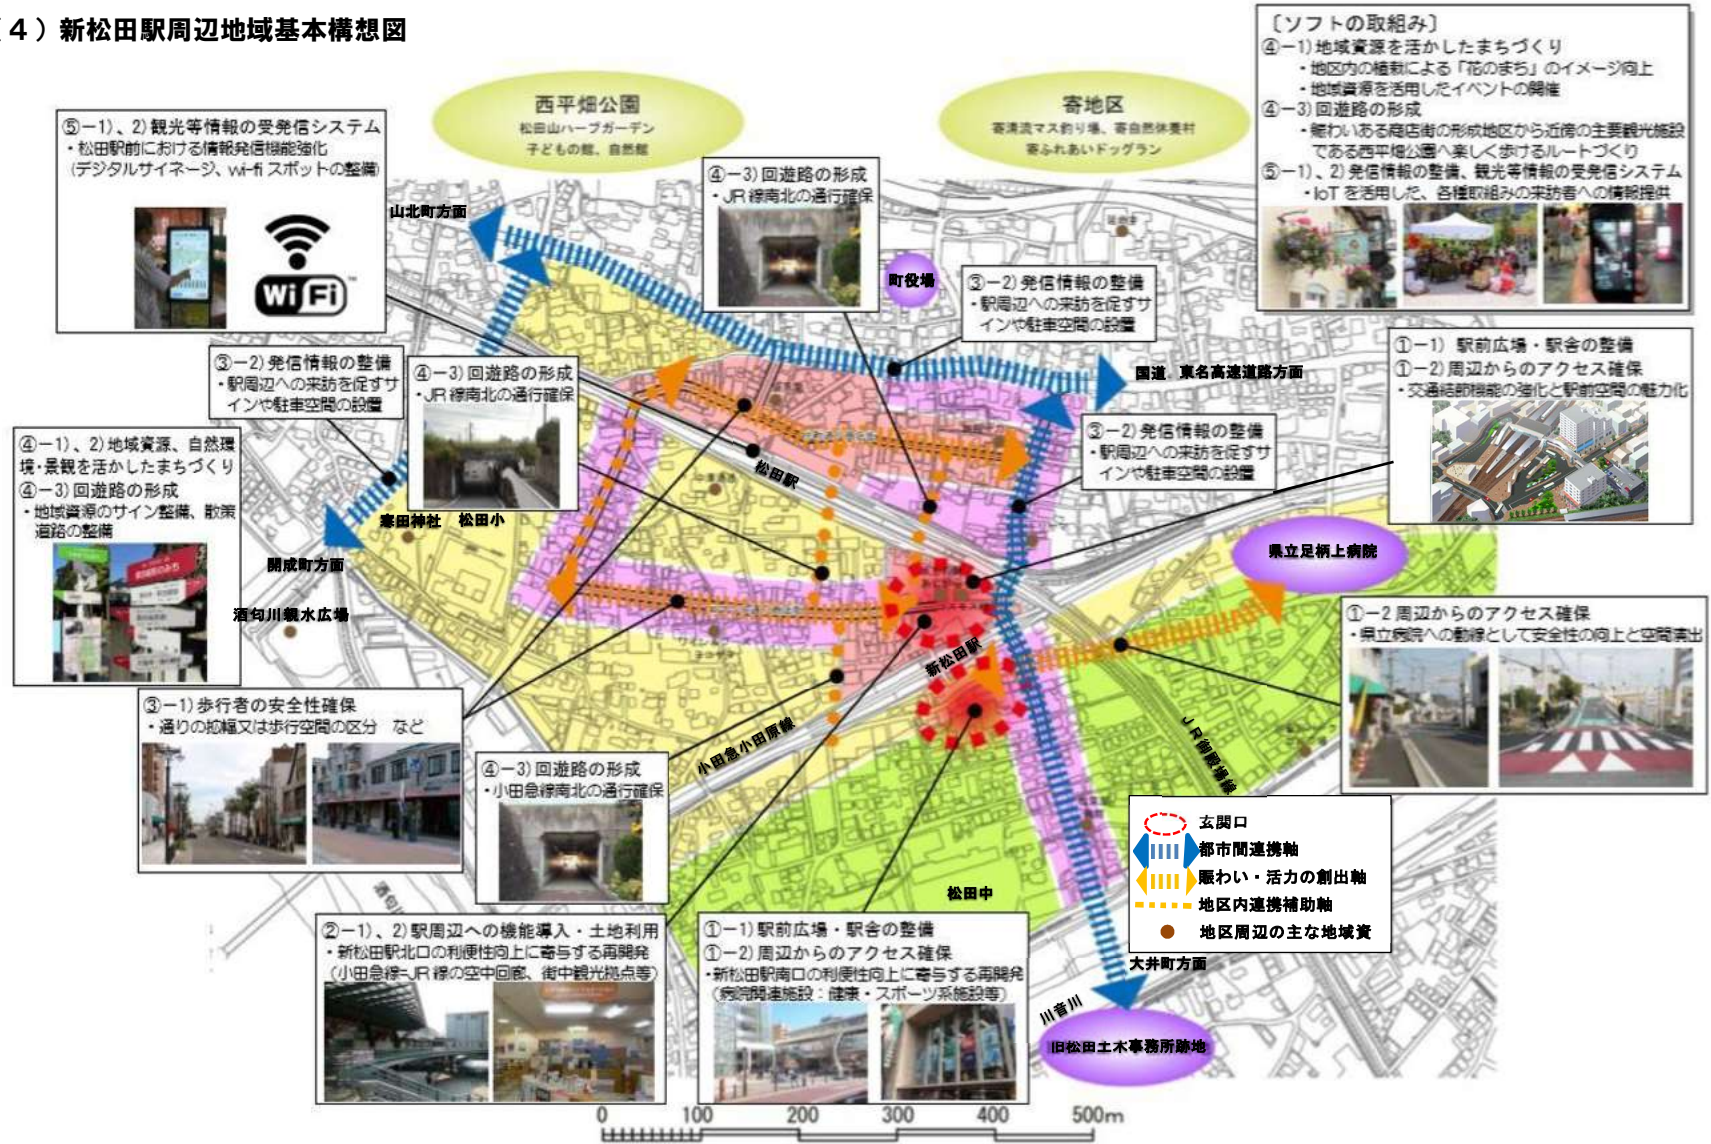 ４）新松田駅周辺地域基本構想図
〔ソフトの取組み〕
④－1）地域資源を活かしたまちづくり
・地区内の植栽による「花のまち」のイメージ向上
・地域資源を活用したイベントの開催
④－3）回遊路の形成
・賑わいある商店街の形成地区から近傍の主要観光施設
である西平畑公園へ楽しく歩けるルートづくり
⑤－1）、2）発信情報の整備、観光等情報の受発信システム
・IoTを活用した、各種取組みの来訪者への情報提供
西平畑公園
松田山ハーブガーデン
子どもの館、自然館
寄地区
寄清流マス釣り場、寄自然休養村
寄ふれあいドッグラン
⑤－1）、2）観光等情報の受発信システム
・松田駅前における情報発信機能強化
（デジタルサイネージ、wi-fiスポットの整備）
Wi Fi
④－3）回遊路の形成
・JR線南北の通行確保
山北町方面
町役場
③－2）発信情報の整備
・駅周辺への来訪を促すサ
インや駐車空間の設置
国道、東名高速道路方面
①－1） 駅前広場・駅舎の整備
①－2）周辺からのアクセス確保
・交通結節機能の強化と駅前空間の魅力化
③－2）発信情報の整備
・駅周辺への来訪を促すサ
インや駐車空間の設置
④－3）回遊路の形成
・JR線南北の通行確保
③－2）発信情報の整備
・駅周辺への来訪を促すサ
インや駐車空間の設置
④－1）、2）地域資源、自然環
境・景観を活かしたまちづくり
④－3）回遊路の形成
・地域資源のサイン整備、散策
道路の整備
松田駅
寒田神社
松田小
開成町方面
酒匂川親水広場
県立足柄上病院
①－2 周辺からのアクセス確保
・県立病院への動線として安全性の向上と空間演出
新松田駅
小田急小田原線
ＪＲ御殿場線
③－1）歩行者の安全性確保
・通りの拡幅又は歩行空間の区分　など
④－3）回遊路の形成
・小田急線南北の通行確保
玄関口
都市間連携軸
賑わい・活力の創出軸
地区内連携補助軸
地区周辺の主な地域資
松田中
②－1）、2）駅周辺への機能導入・土地利用
・新松田駅北口の利便性向上に寄与する再開発
（小田急線=JR線の空中回廊、街中観光拠点等）
①－1）駅前広場・駅舎の整備
①－2）周辺からのアクセス確保
・新松田駅南口の利便性向上に寄与する再開発
（病院関連施設：健康・スポーツ系施設等）
大井町方面
川音川
旧松田土木事務所跡地
0 100 200 300 400 500m